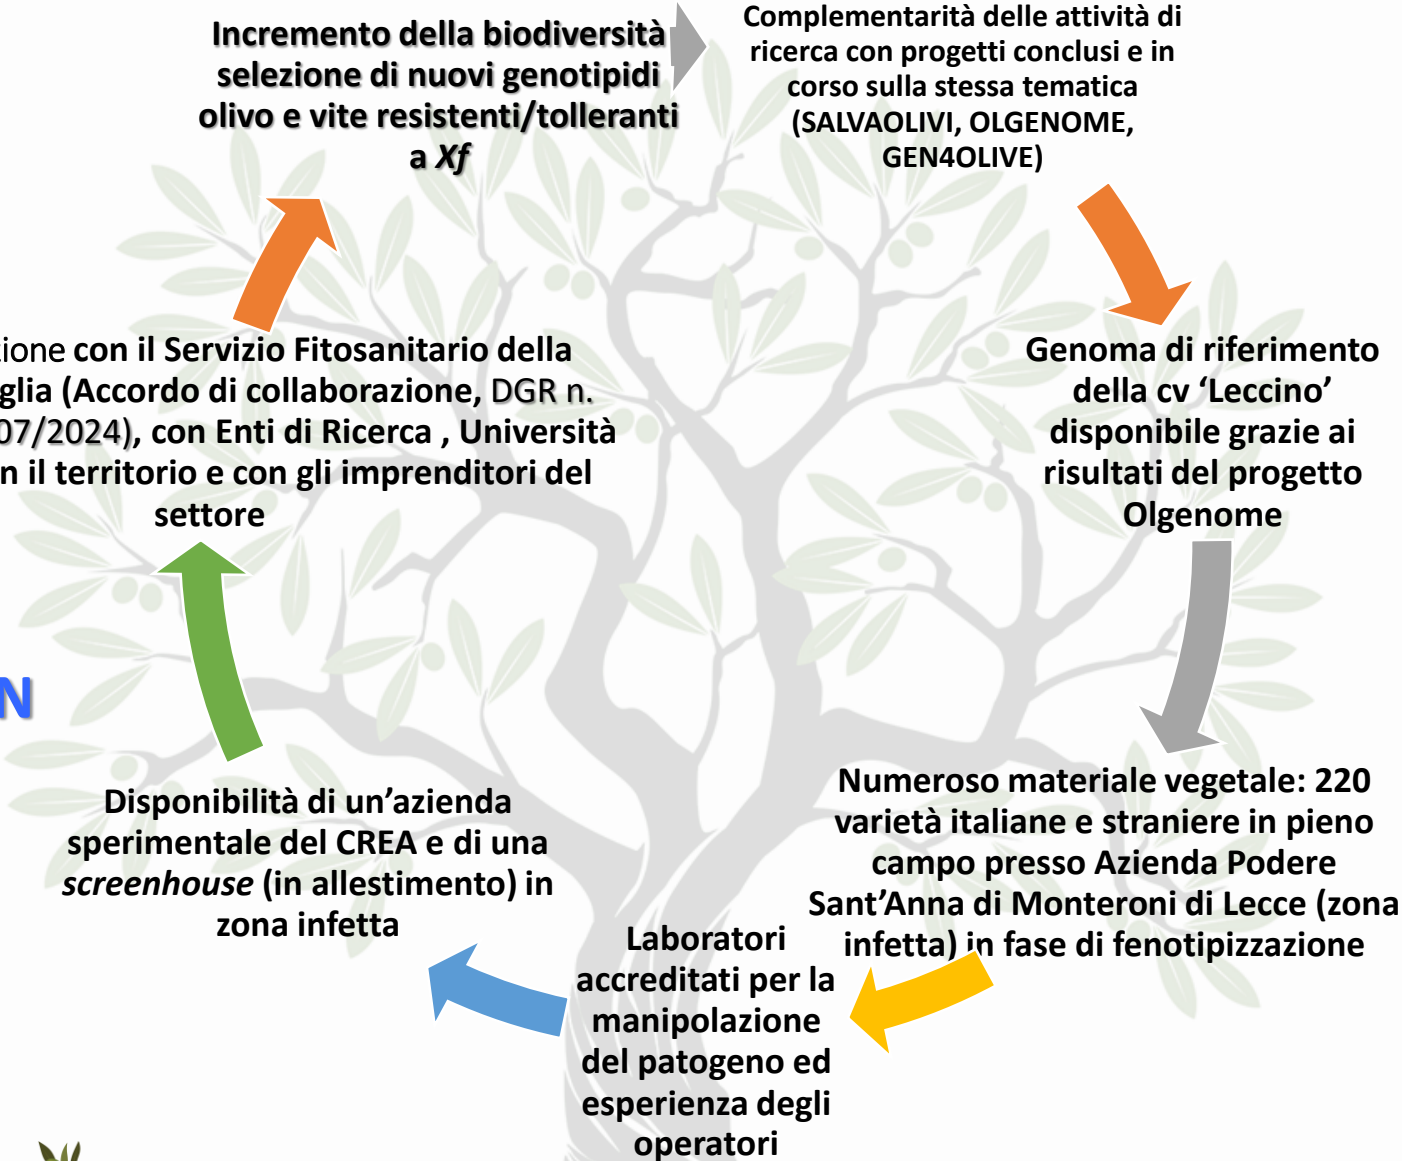 Incremento della biodiversità
selezione di nuovi genotipidi
olivo e vite resistenti/tolleranti
a Xf
Complementarità delle attività di
ricerca con progetti conclusi e in
corso sulla stessa tematica
(SALVAOLIVI, OLGENOME,
GEN4OLIVE)
Genoma di riferimento
della cv ‘Leccino’
disponibile grazie ai
risultati del progetto
Olgenome
Numeroso materiale vegetale: 220
varietà italiane e straniere in pieno
campo presso Azienda Podere
Sant’Anna di Monteroni di Lecce (zona
infetta) in fase di fenotipizzazione
Laboratori
accreditati per la
manipolazione
del patogeno ed
esperienza degli
operatori
Disponibilità di un’azienda
sperimentale del CREA e di una
screenhouse (in allestimento) in
zona infetta
zione con il Servizio Fitosanitario della
glia (Accordo di collaborazione, DGR n.
07/2024), con Enti di Ricerca , Università
n il territorio e con gli imprenditori del
settore
N